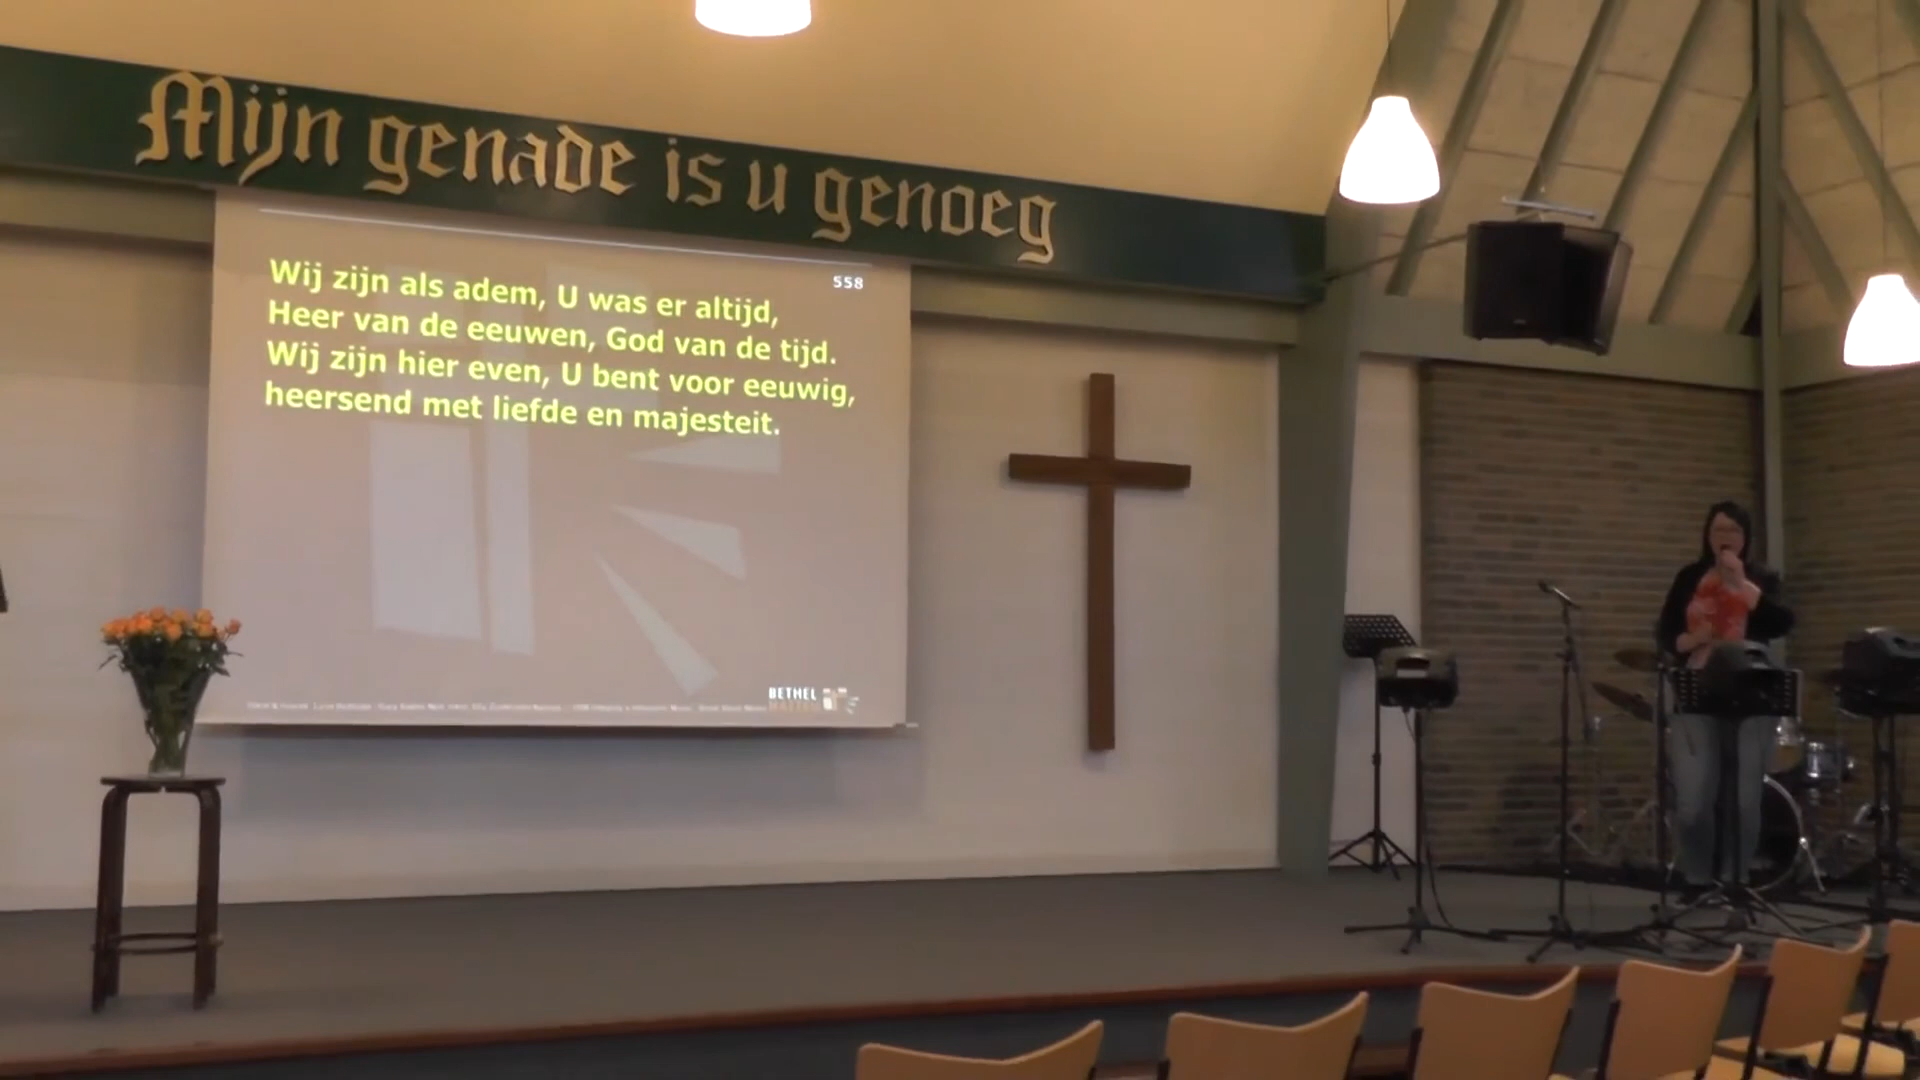 Mijn genade is u genoeg
558
Wij zijn als adem, U was er altijd,
Heer van de eeuwen, God van de tijd.
Wij zijn hier even, U bent voor eeuwig,
heersend met liefde en majesteit.
BETHEL